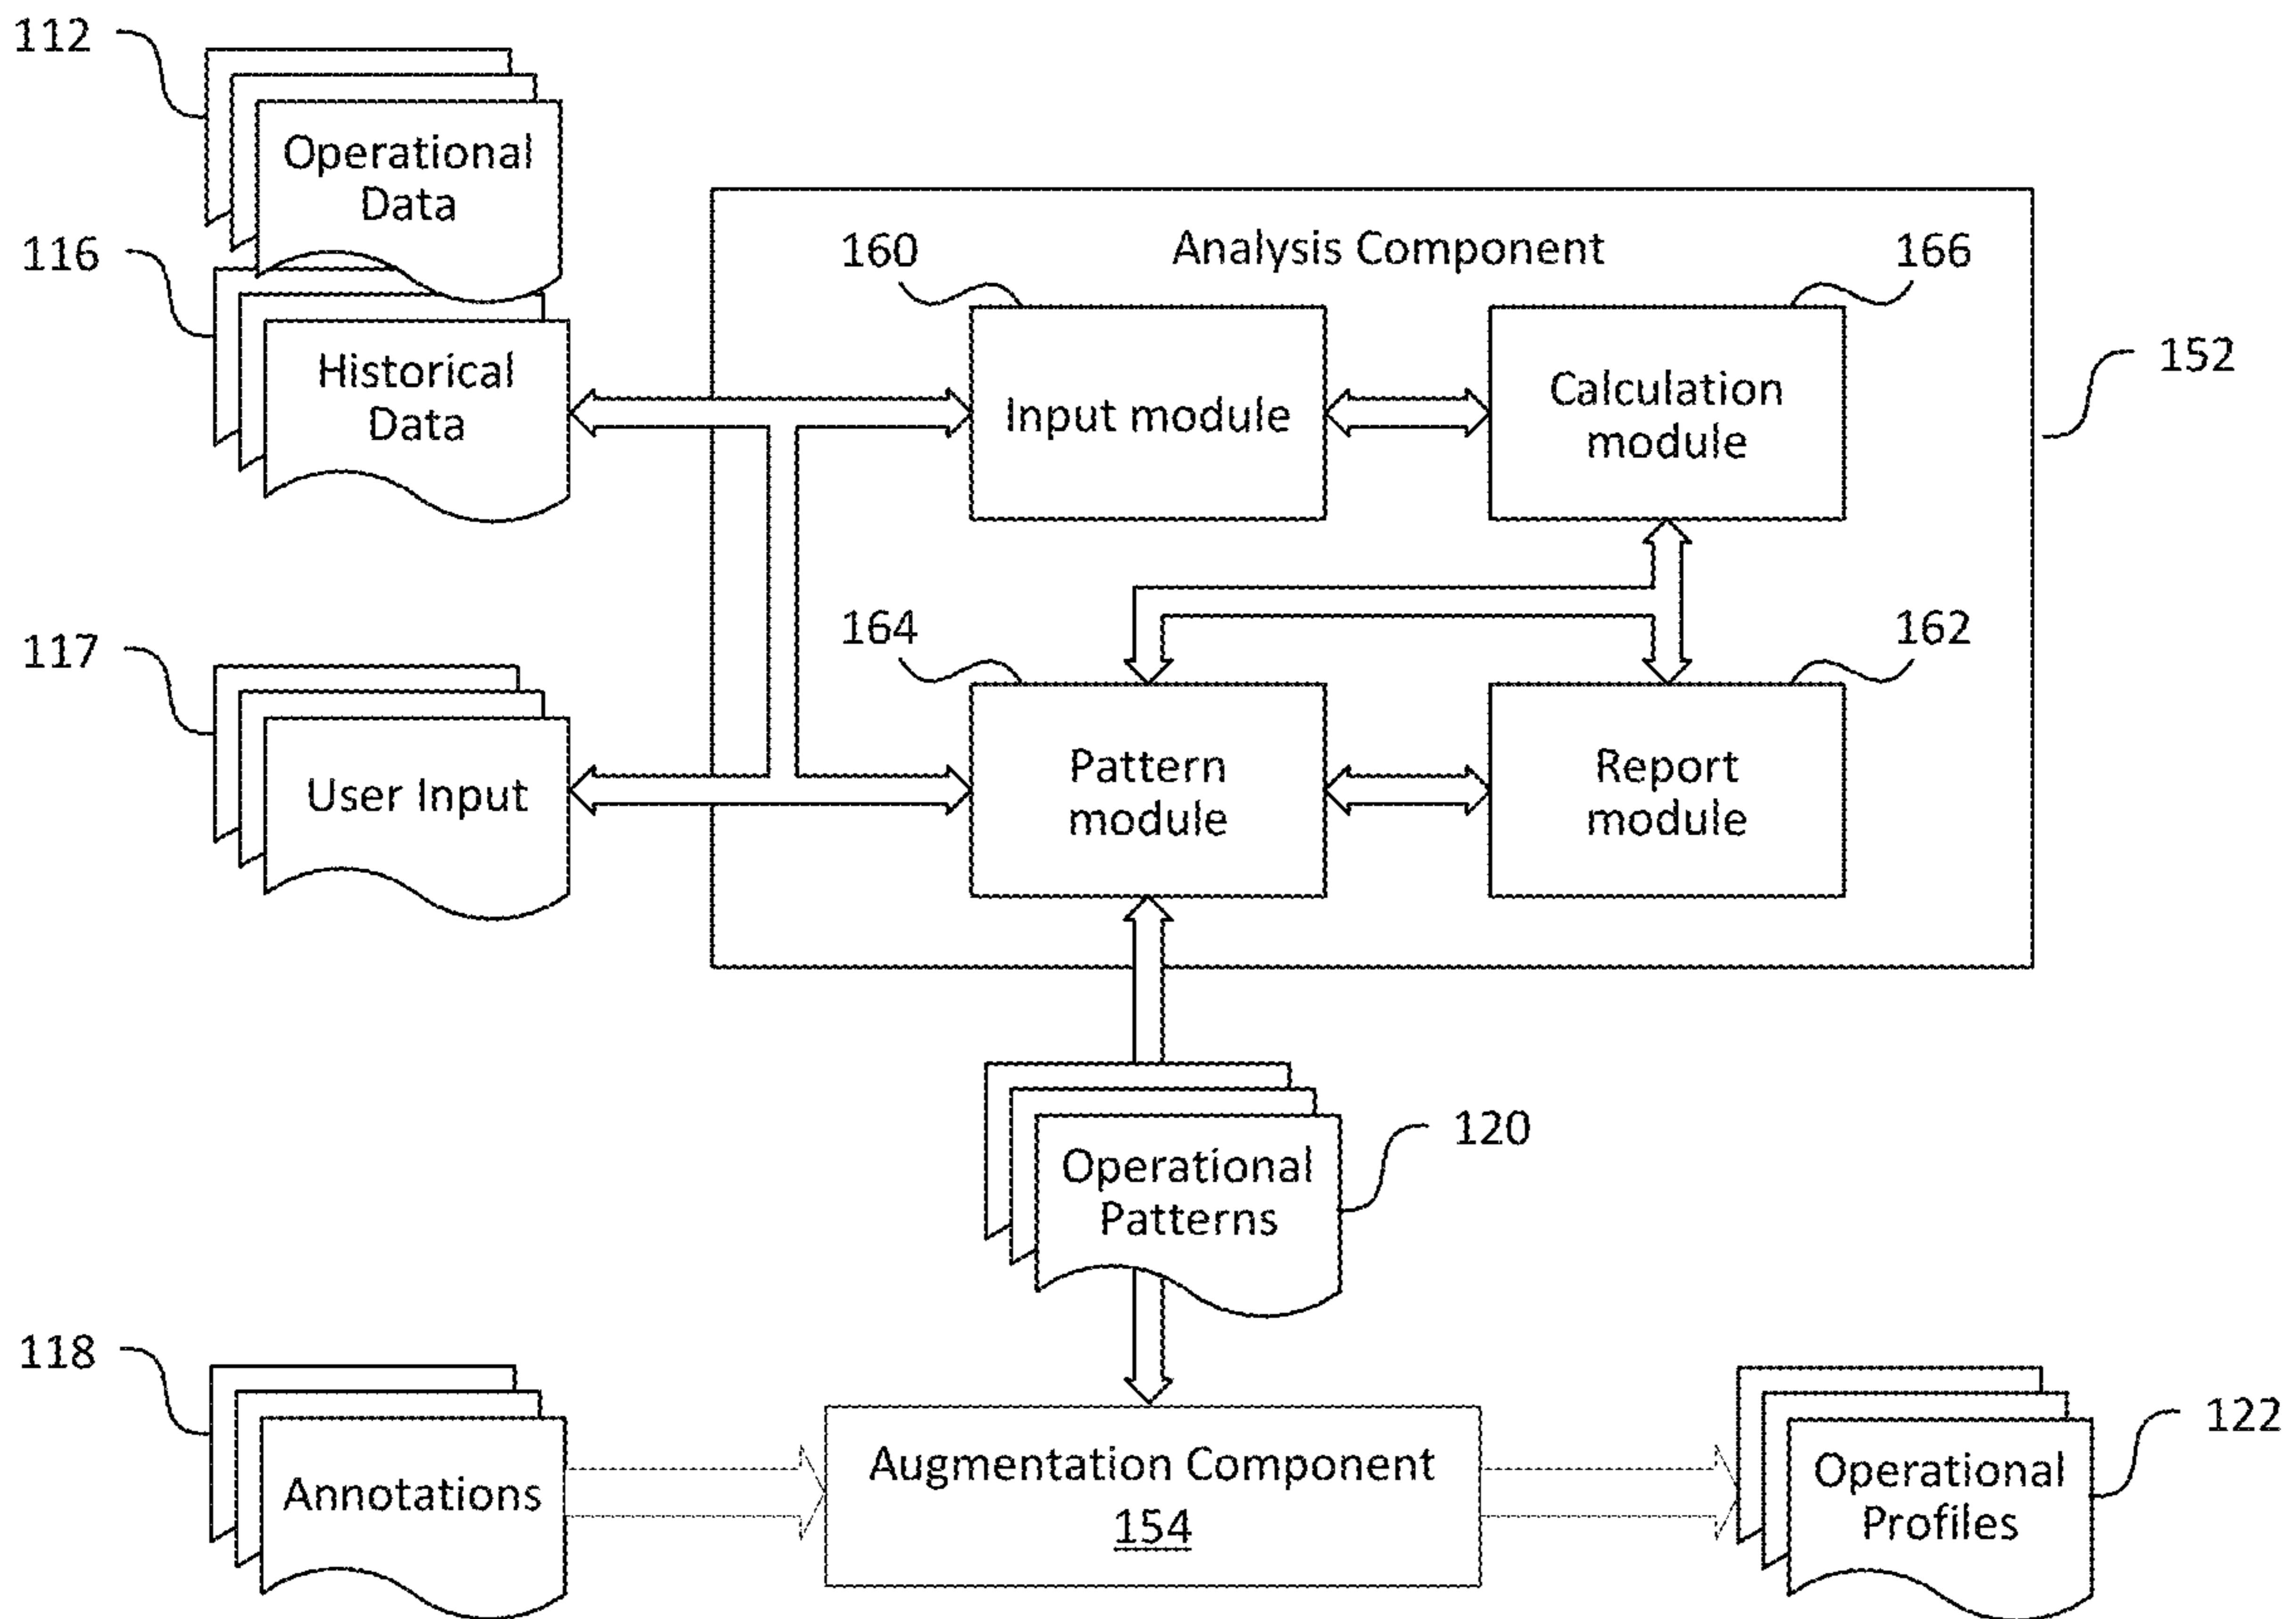 112
Operational
Data
116
Historical
Data
Analysis Component
160
166
152
Input module
Calculation
module
117
User Input
164
162
Pattern
module
Report
module
120
Operational
Patterns
118
Annotations
Augmentation Component
154
122
Operational
Profiles